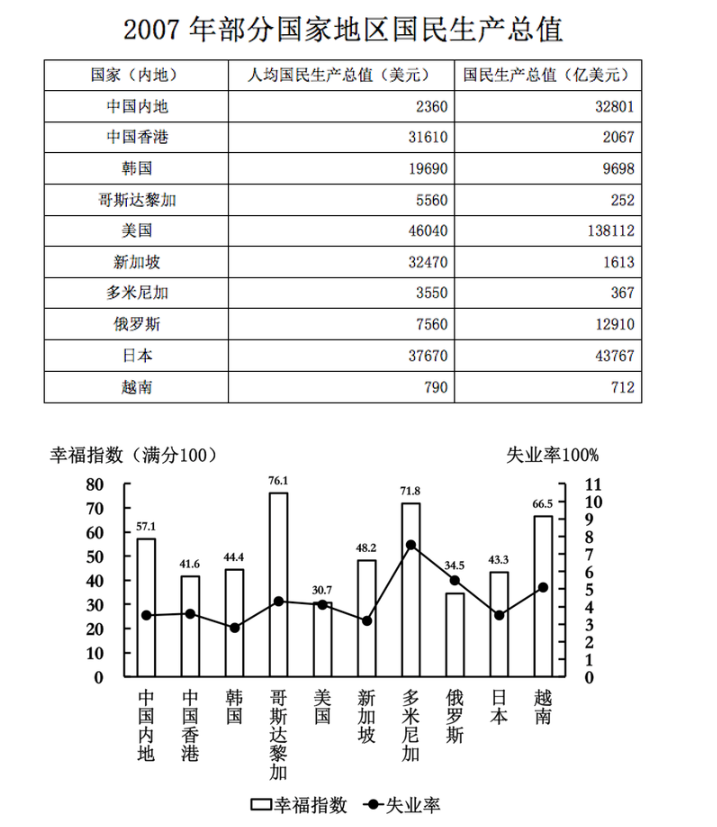 2007 年部分国家地区国民生产总值
国家（内地） 人均国民生产总值（美元） 国民生产总值（亿美元）
中国内地 2360 32801
中国香港 31610 2067
韩国 19690 9698
哥斯达黎加 5560 252
美国 46040 138112
新加坡 32470 1613
多米尼加 3550 367
俄罗斯 7560 12910
日本 37670 43767
越南 790 712
幸福指数（满分100） 失业率100%
80
70
60
50
40
30
20
10
0
57.1
41.6
44.4
76.1
30.7
48.2
71.8
34.5
43.3
66.5
11
10
9
8
7
6
5
4
3
2
1
0
中国内地
中国香港
韩国
哥斯达黎加
美国
新加坡
多米尼加
俄罗斯
日本
越南
幸福指数 失业率